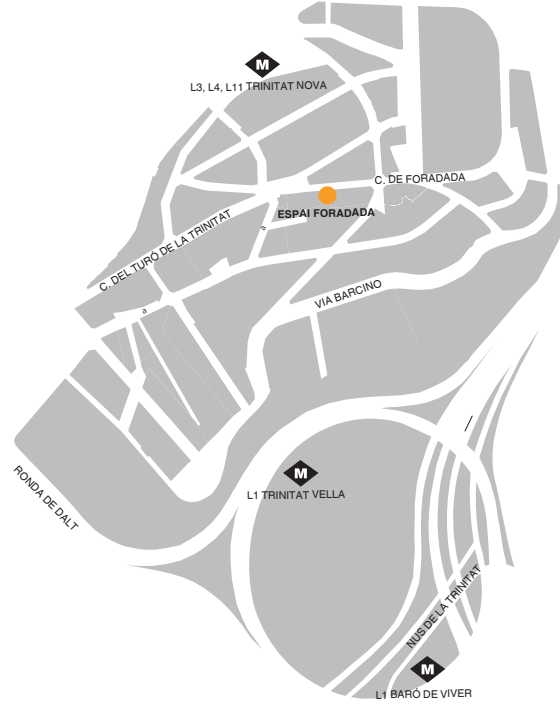 M
L3, L4, L11 TRINITAT NOVA
C. DE FORADADA
ESPAI FORADADA
C. DEL TURÓ DE LA TRINITAT
a
a
VIA BARCINO
M
L1 TRINITAT VELLA
RONDA DE DALT
NUS DE LA TRINITAT
M
L1 BARÓ DE VIVER